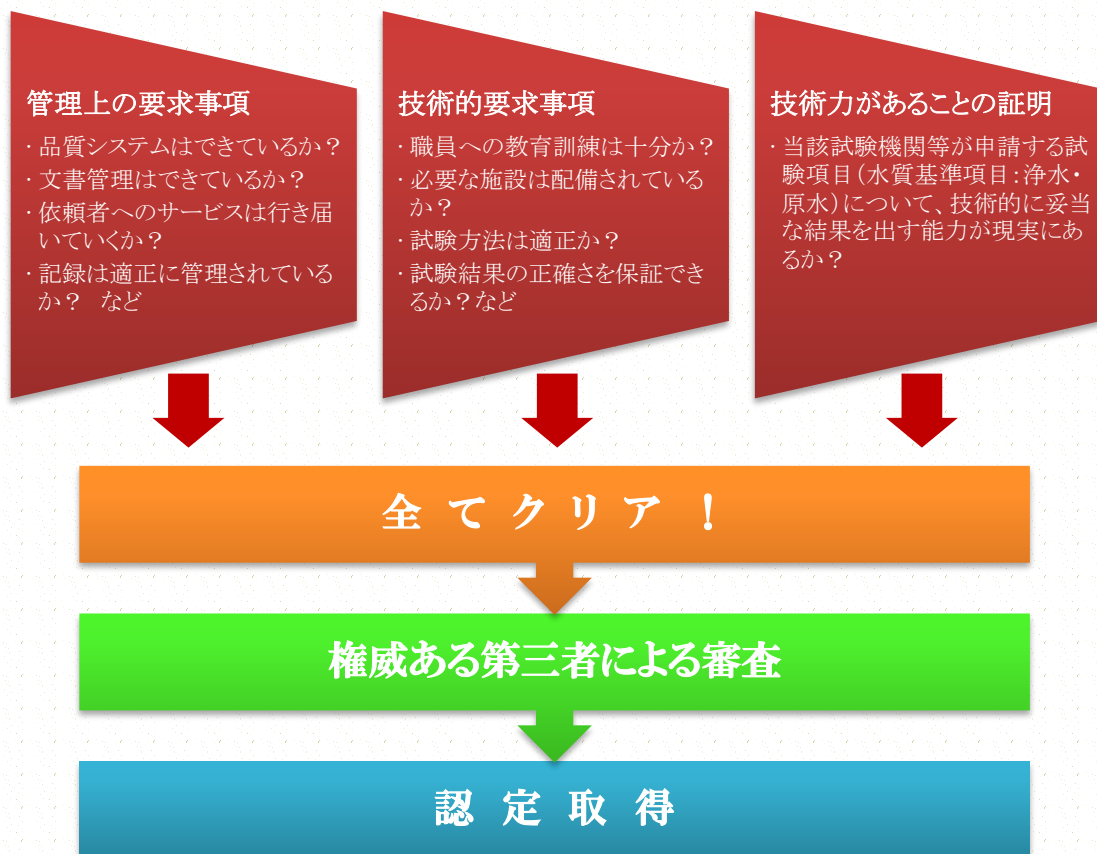 管理上の要求事項
・品質システムはできているか？
・文書管理はできているか？
・依頼者へのサービスは行き届
いていくか？
・記録は適正に管理されている
か？　など
技術的要求事項
・職員への教育訓練は十分か？
・必要な施設は配備されている
か？
・試験方法は適正か？
・試験結果の正確さを保証でき
るか？など
技術力があることの証明
・当該試験機関等が申請する試
験項目（水質基準項目：浄水・
原水）について、技術的に妥当
な結果を出す能力が現実にあ
るか？
全 て ク リ ア ！
権威ある第三者による審査
認 定 取 得